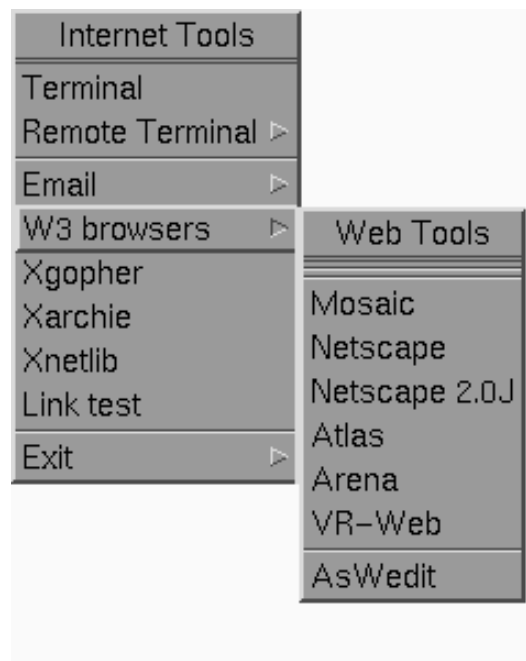 Internet Tools
Terminal
Remote Terminal
Email
W3 browsers
Xgopher
Xarchie
Xnetlib
Link test
Exit
Web Tools
Mosaic
Netscape
Netscape 2.0J
Atlas
Arena
VR-Web
AsWedit